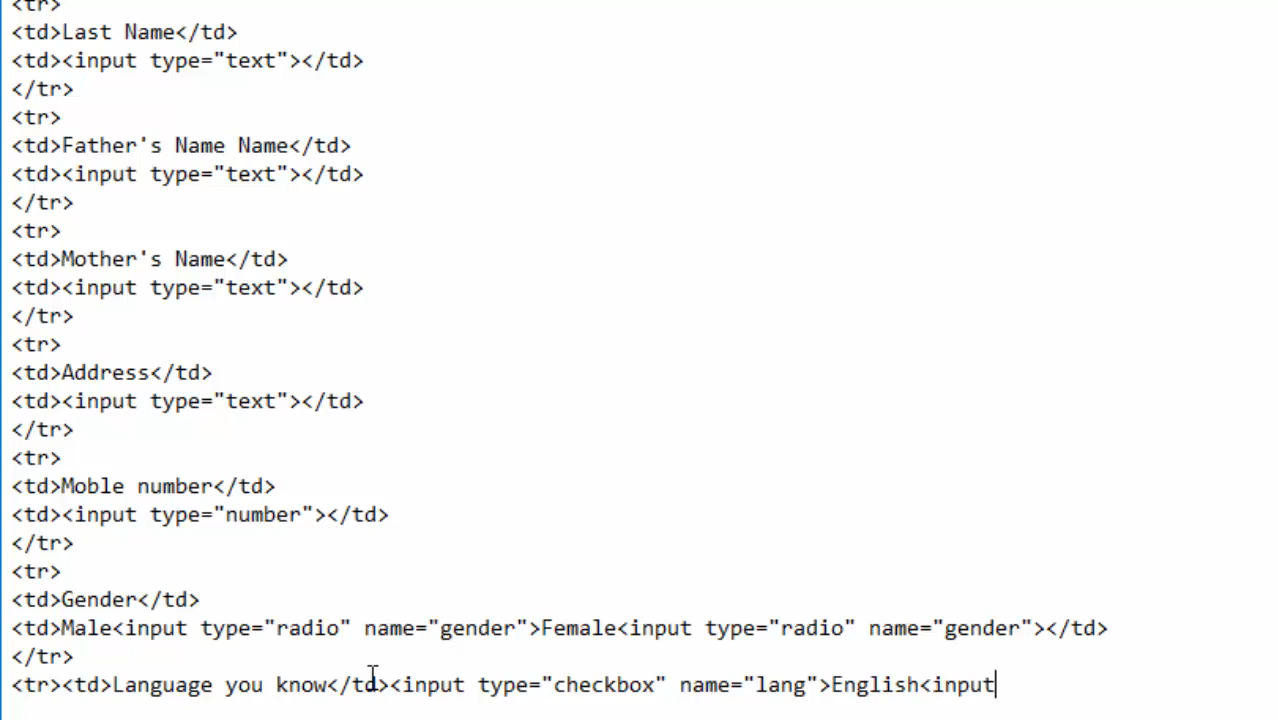 <tr>
<td>Last Name</td>
<td><input type="text"></td>
</tr>
<tr>
<td>Father's Name Name</td>
<td><input type="text"></td>
</tr>
<tr>
<td>Mother's Name</td>
<td><input type="text"></td>
</tr>
<tr>
<td>Address</td>
<td><input type="text"></td>
</tr>
<tr>
<td>Moble number</td>
<td><input type="number"></td>
</tr>
<tr>
<td>Gender</td>
<td>Male<input type="radio" name="gender">Female<input type="radio" name="gender"></td>
</tr>
<tr><td>Language you know</td><input type="checkbox" name="lang">English<input